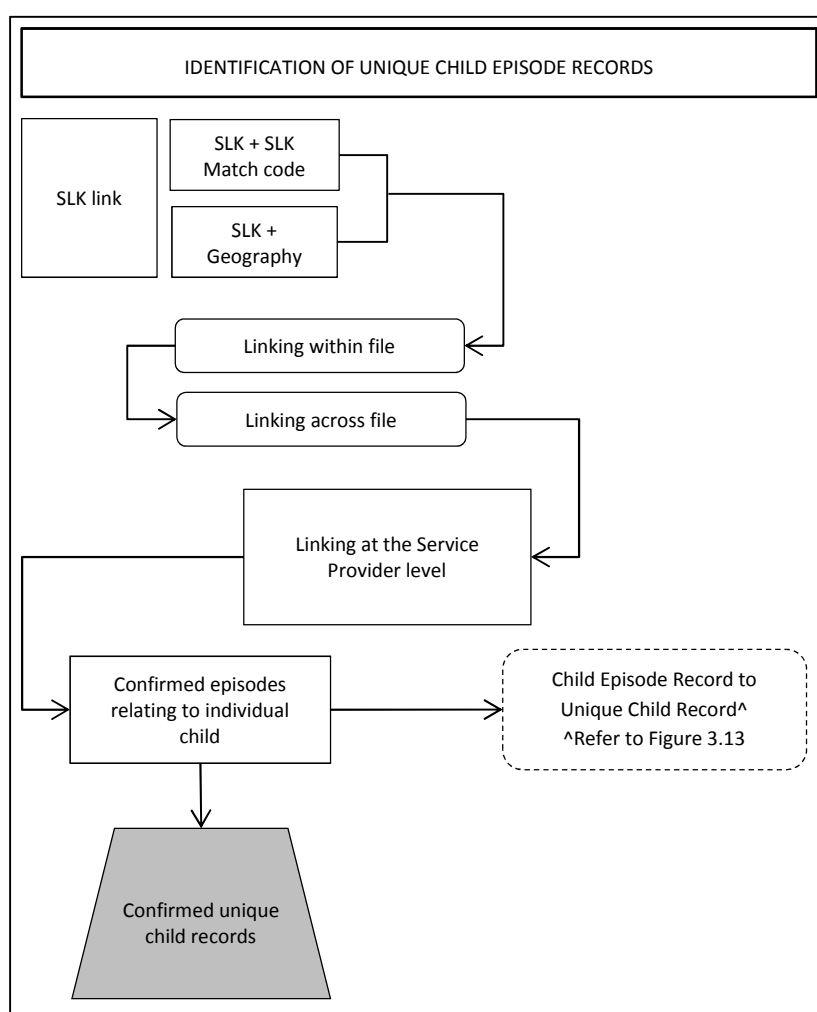 IDENTIFICATION OF UNIQUE CHILD EPISODE RECORDS
SLK link
SLK + SLK
Match code
SLK +
Geography
Linking within file
Linking across file
Linking at the Service
Provider level
Confirmed episodes
relating to individual
child
Child Episode Record to
Unique Child Record^
^Refer to Figure 3.13
Confirmed unique
child records